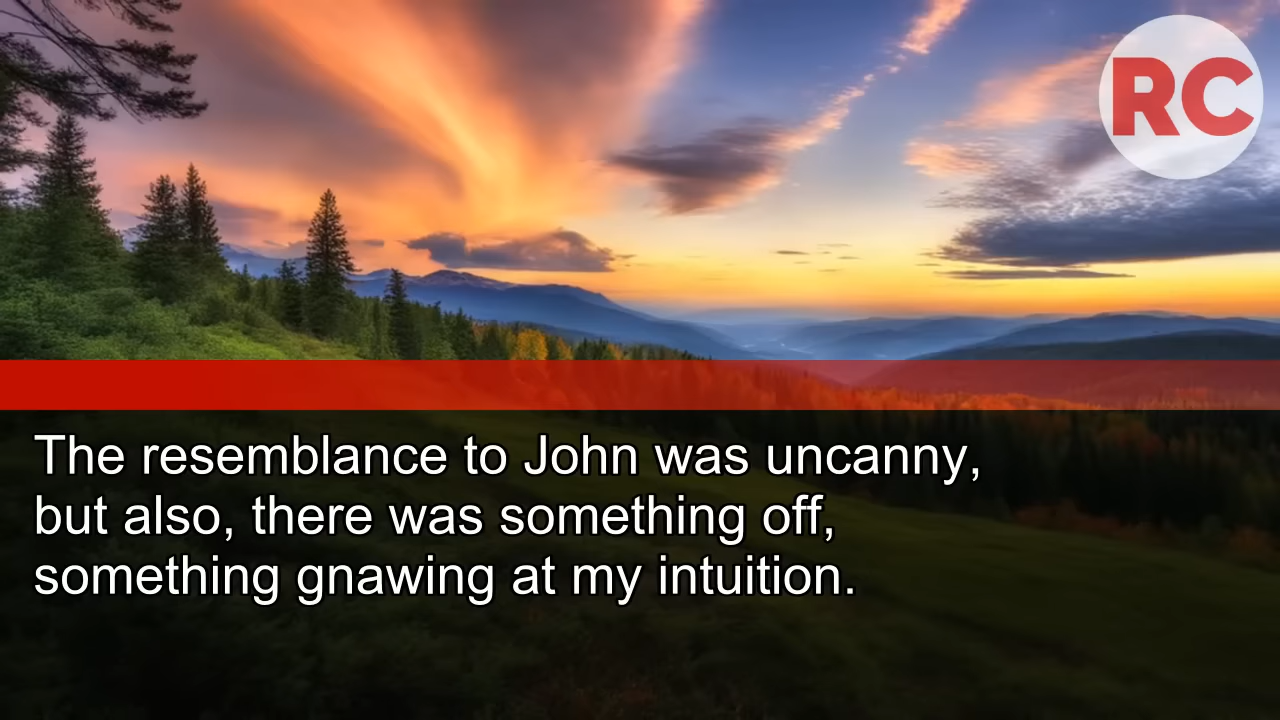 RC
The resemblance to John was uncanny,
but also, there was something off,
something gnawing at my intuition.